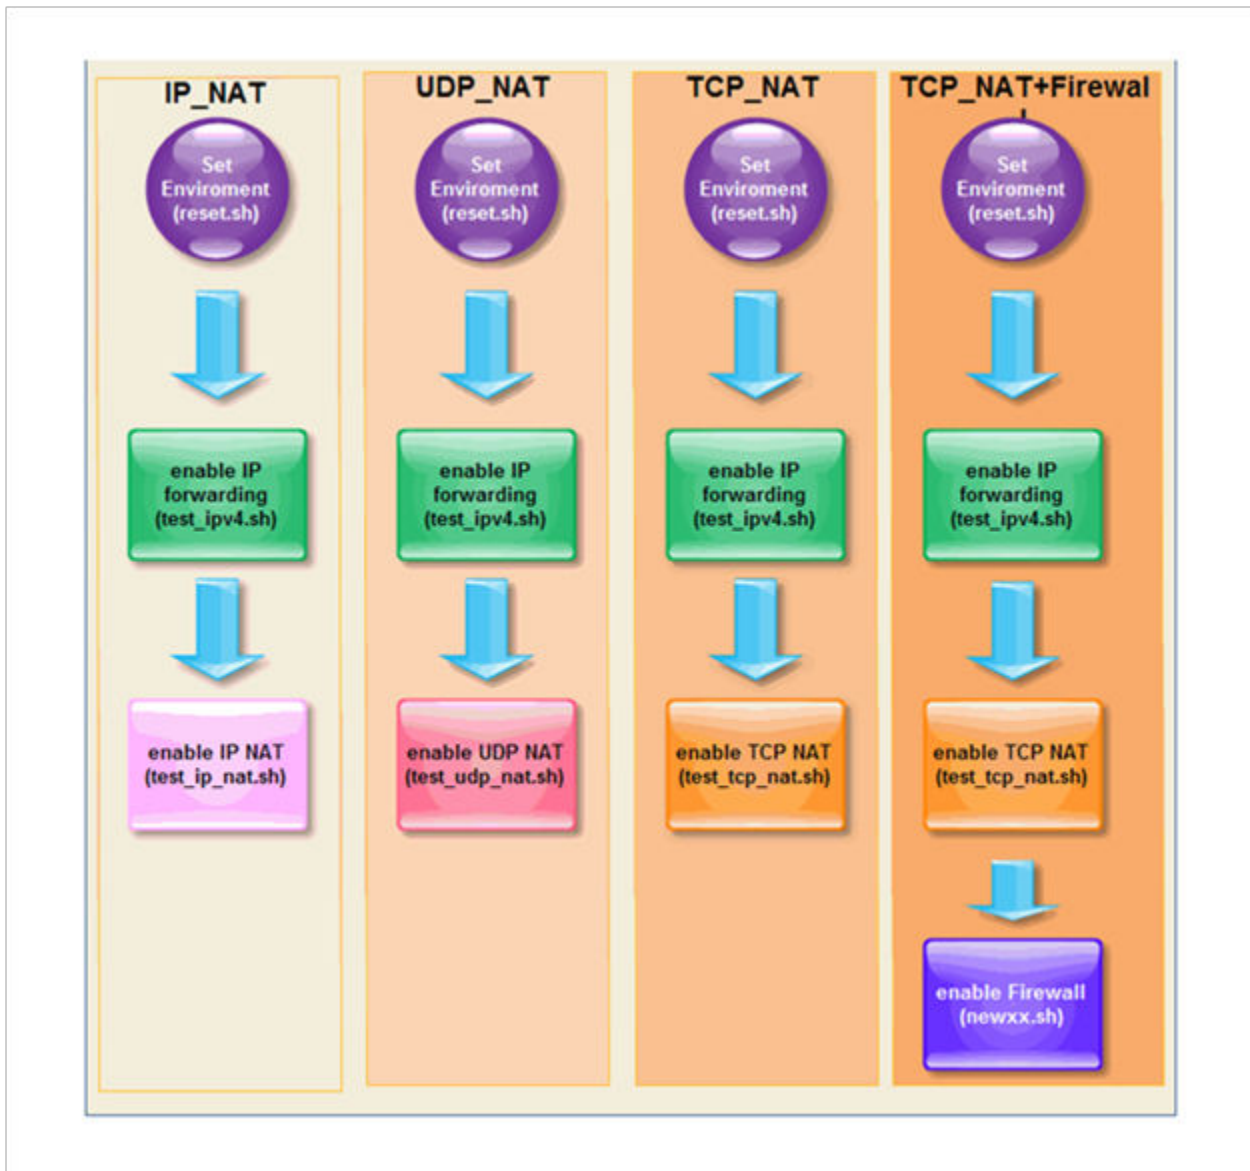 IP_NAT
Set
Enviroment
(reset.sh)
enable IP
forwarding
(test_ipv4.sh)
enable IP NAT
(test_ip_nat.sh)
UDP_NAT
Set
Enviroment
(reset.sh)
enable IP
forwarding
(test_ipv4.sh)
enable UDP NAT
(test_udp_nat.sh)
TCP_NAT
Set
Enviroment
(reset.sh)
enable IP
forwarding
(test_ipv4.sh)
enable TCP NAT
(test_tcp_nat.sh)
TCP_NAT+Firewal
l
Set
Enviroment
(reset.sh)
enable IP
forwarding
(test_ipv4.sh)
enable TCP NAT
(test_tcp_nat.sh)
enable Firewall
(newxx.sh)